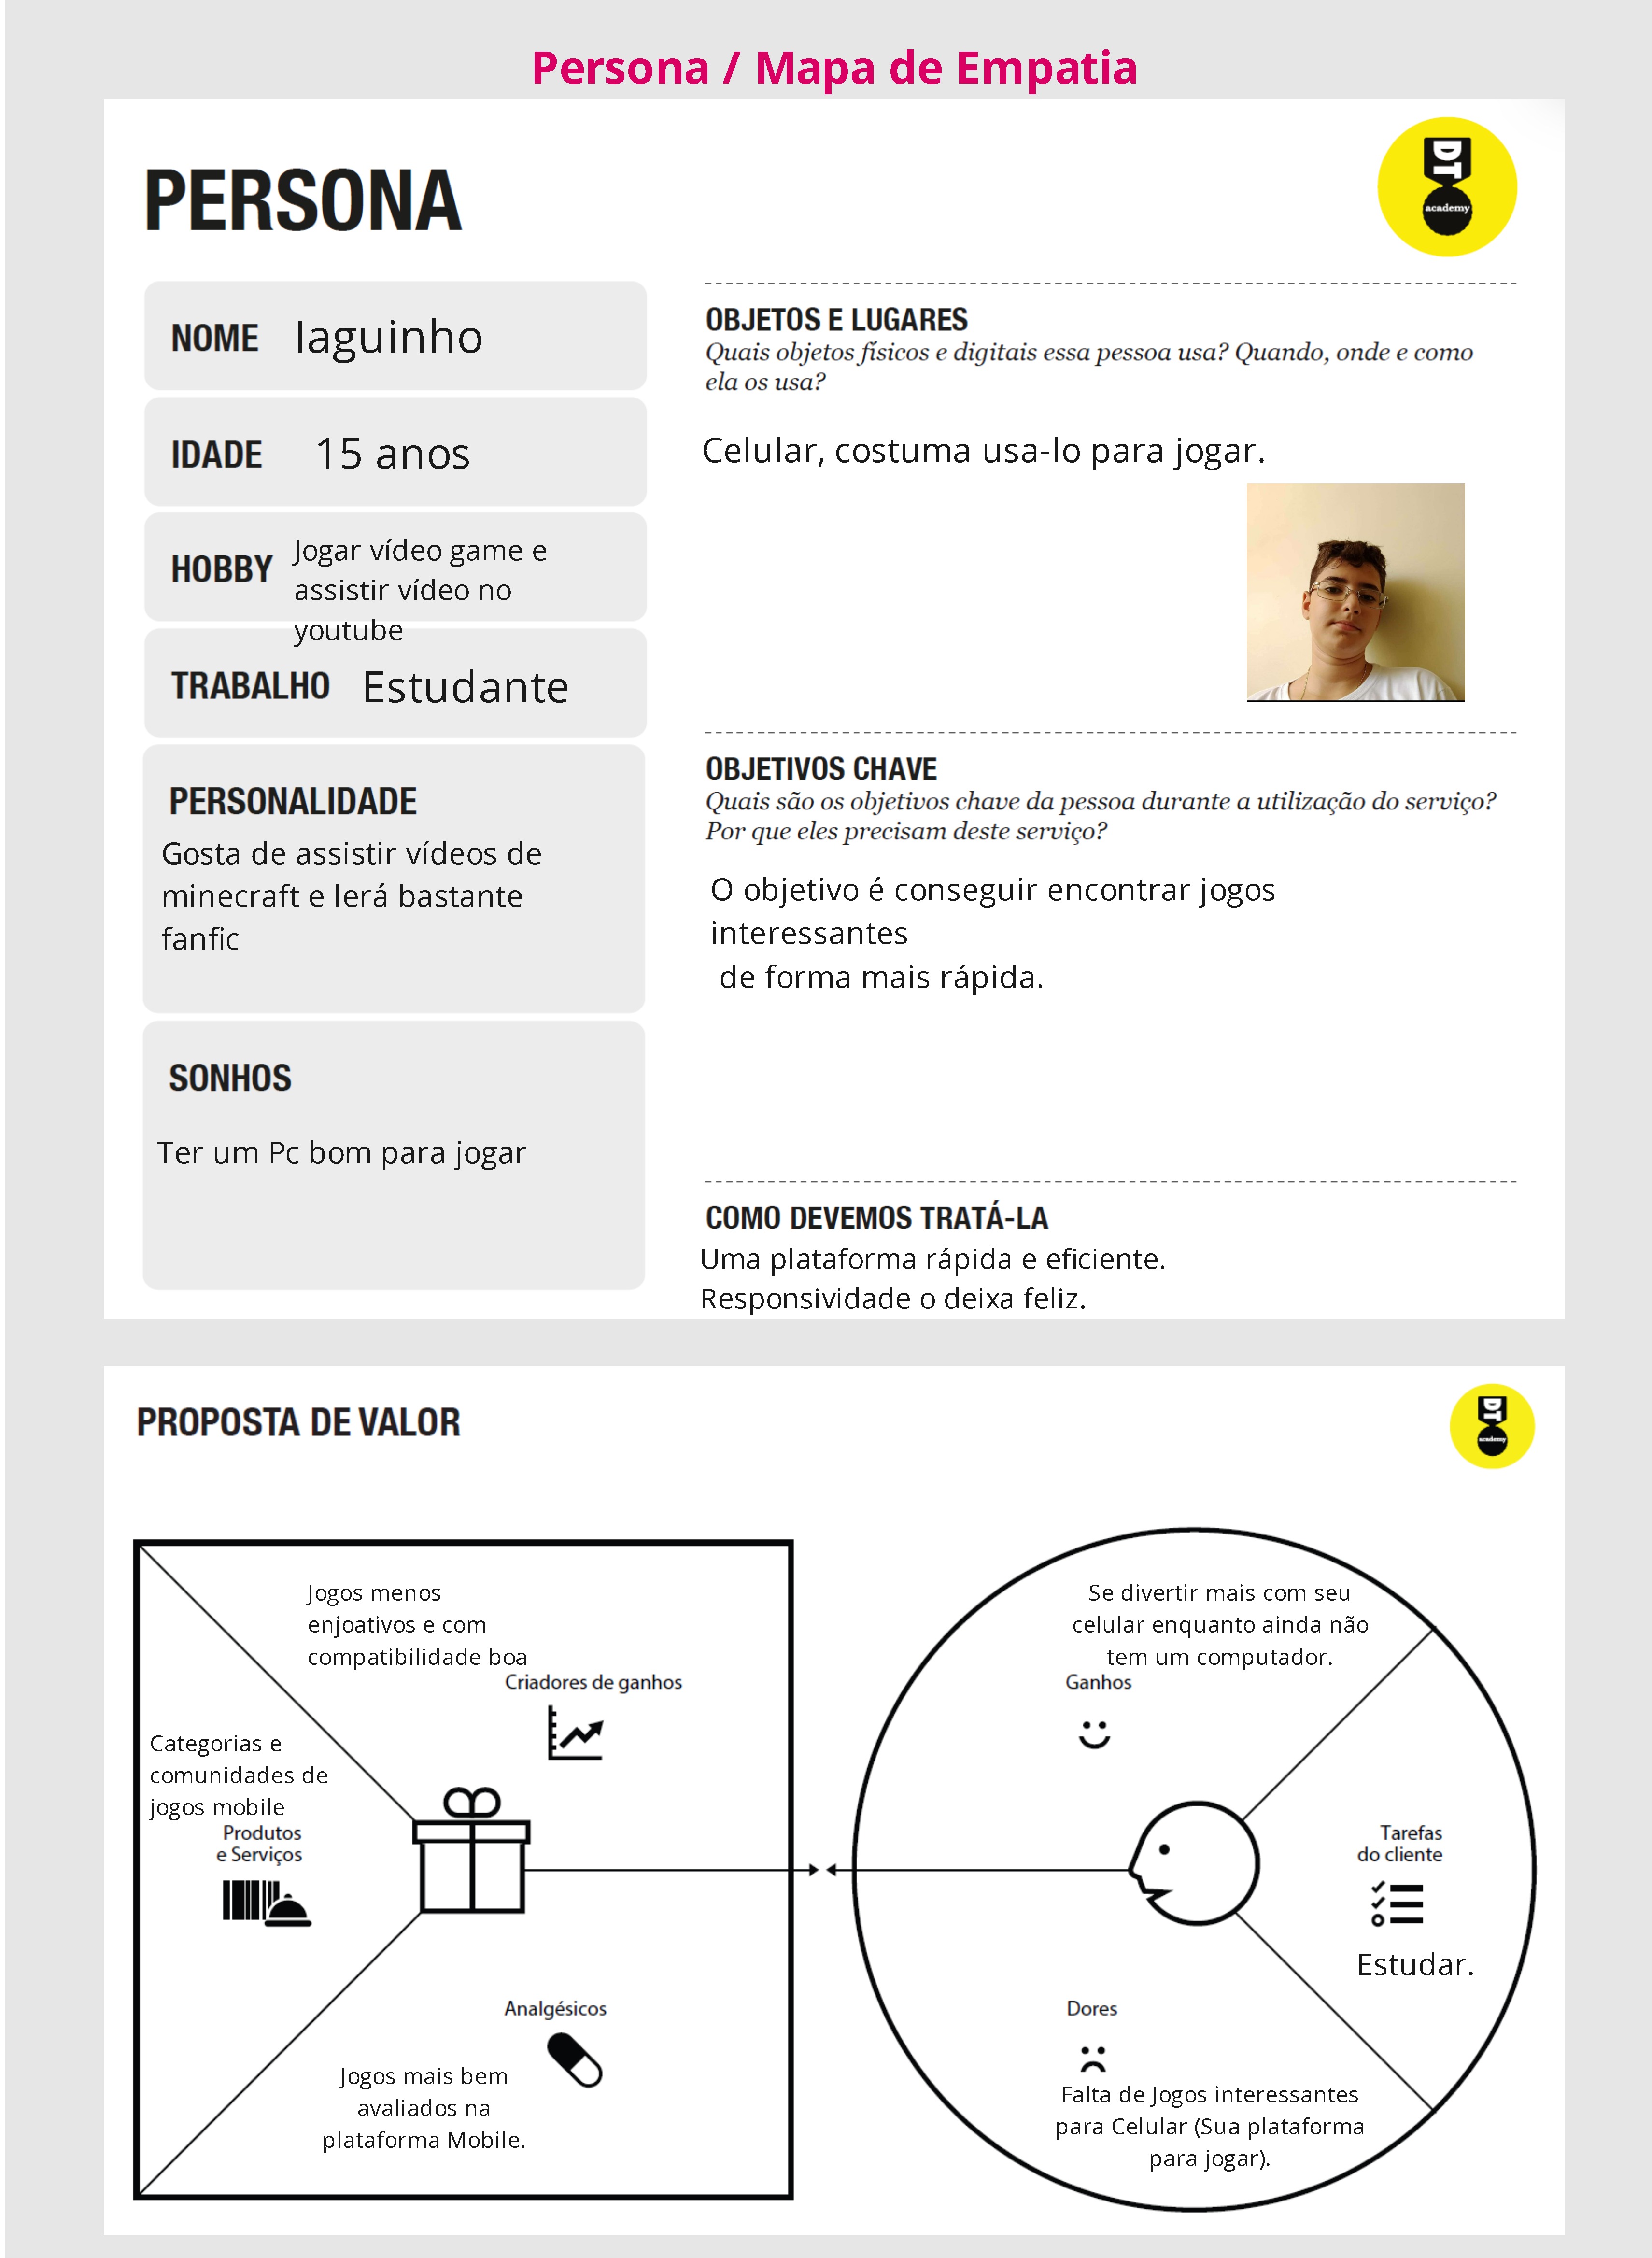 Persona / Mapa de Empatia
PERSONA
DT
academy
NOME Iaguinho
IDADE 15 anos
HOBBY Jogar vídeo game e
assistir vídeo no
youtube
TRABALHO Estudante
PERSONALIDADE
Gosta de assistir vídeos de
minecraft e lerá bastante
fanfic
SONHOS
Ter um Pc bom para jogar
OBJETOS E LUGARES
Quais objetos físicos e digitais essa pessoa usa? Quando, onde e como
ela os usa?
Celular, costuma usa-lo para jogar.
OBJETIVOS CHAVE
Quais são os objetivos chave da pessoa durante a utilização do serviço?
Por que eles precisam deste serviço?
O objetivo é conseguir encontrar jogos
interessantes
de forma mais rápida.
COMO DEVEMOS TRATÁ-LA
Uma plataforma rápida e eficiente.
Responsividade o deixa feliz.
PROPOSTA DE VALOR
DT
academy
Jogos menos
enjoativos e com
compatibilidade boa
Criadores de ganhos
Categorias e
comunidades de
jogos mobile
Produtos
e Serviços
Analgésicos
Jogos mais bem
avaliados na
plataforma Mobile.
Se divertir mais com seu
celular enquanto ainda não
tem um computador.
Ganhos
Tarefas
do cliente
Estudar.
Dores
Falta de Jogos interessantes
para Celular (Sua plataforma
para jogar).